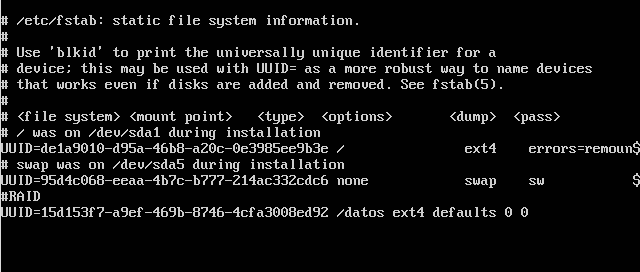 # /etc/fstab: static file system information.
#
# Use 'blkid' to print the universally unique identifier for a
# device; this may be used with UUID= as a more robust way to name devices
# that works even if disks are added and removed. See fstab(5).
#
# <file system> <mount point>   <type>  <options>       <dump>  <pass>
# / was on /dev/sda1 during installation
UUID=de1a9010-d95a-46b8-a20c-0e3985ee9b3e /               ext4    errors=remoun$
# swap was on /dev/sda5 during installation
UUID=95d4c068-eeaa-4b7c-b777-214ac332cdc6 none            swap    sw            $
#RAID
UUID=15d153f7-a9ef-469b-8746-4cfa3008ed92 /datos ext4 defaults 0 0